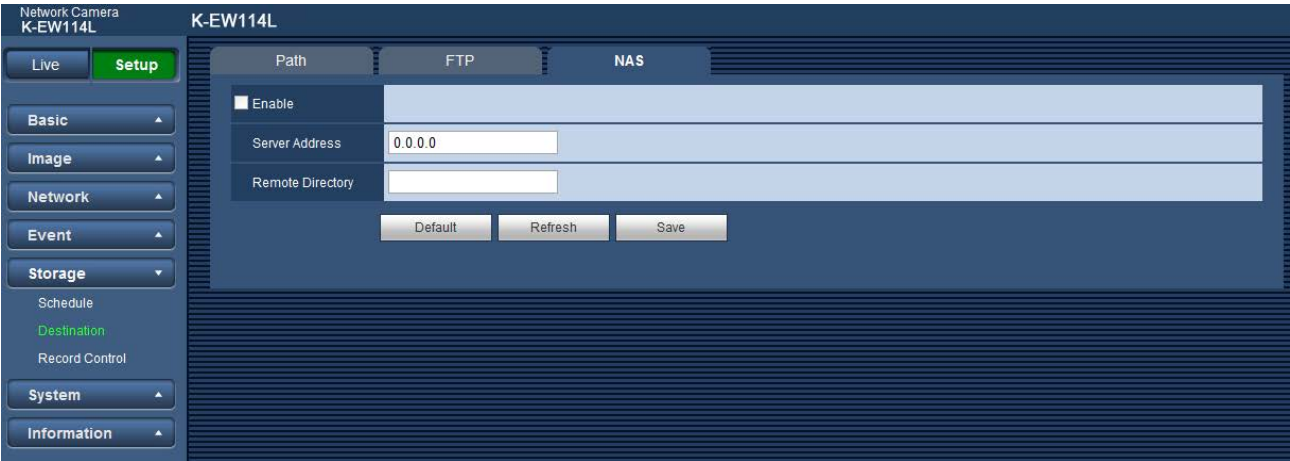 Network Camera
K-EW114L
K-EW114L
Live
Setup
Path
FTP
NAS
Basic
Image
Network
Event
Storage
Schedule
Destination
Record Control
System
Information
Enable
Server Address
0.0.0.0
Remote Directory
Default
Refresh
Save